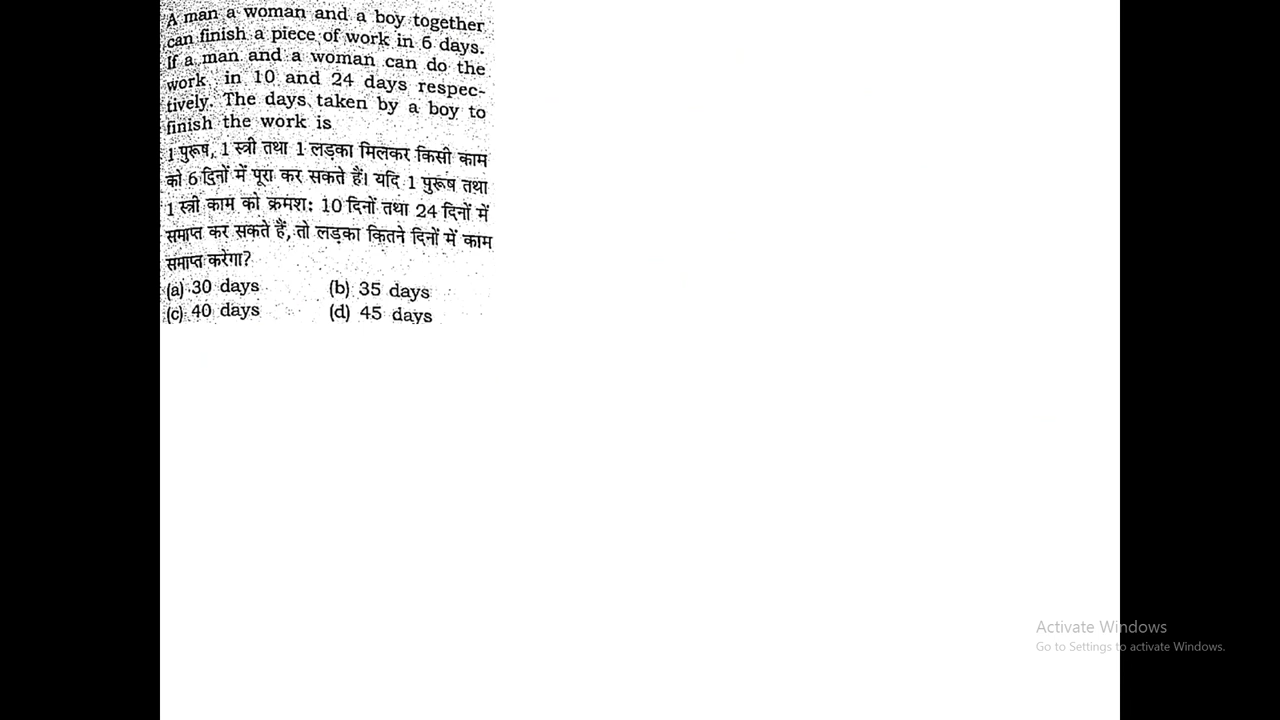 A man a woman and a boy together
can finish a piece of work in 6 days.
If a man and a woman can do the
work in 10 and 24 days respec-
tively. The days taken by a boy to
finish the work is
1 पुरूष, 1 स्त्री तथा 1 लड़का मिलकर किसी काम
को 6 दिनों में पूरा कर सकते हैं। यदि 1 पुरूष तथा
1 स्त्री काम को क्रमश: 10 दिनों तथा 24 दिनों में
समाप्त कर सकते हैं, तो लड़का कितने दिनों में काम
समाप्त करेगा?
(a) 30 days (b) 35 days
(c) 40 days (d) 45 days
Activate Windows
Go to Settings to activate Windows.